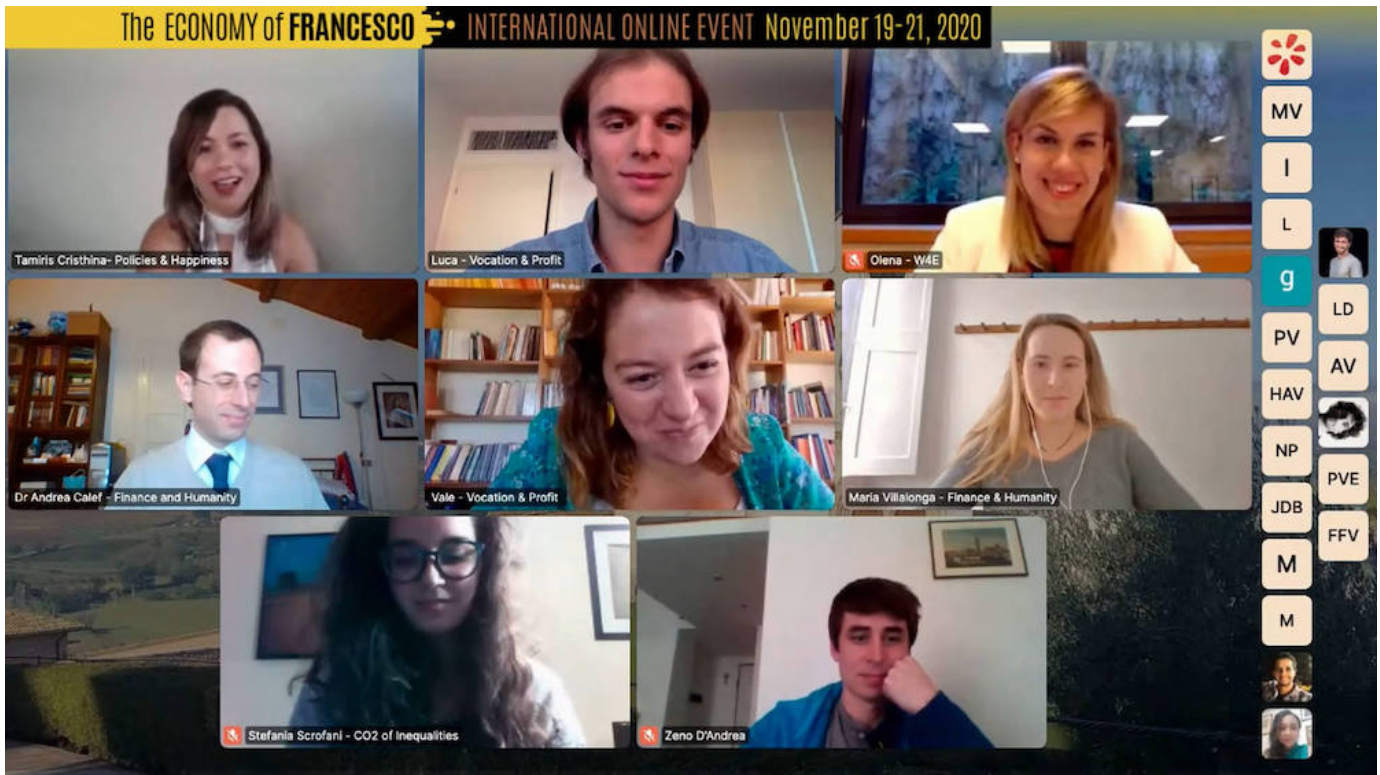 The ECONOMY of FRANCESCO INTERNATIONAL ONLINE EVENT November 19-21, 2020
Tamiris Cristhina- Policies & Happiness
Luca - Vocation & Profit
Olena - W4E
Dr Andrea Calef - Finance and Humanity
Vale - Vocation & Profit
Maria Villalonga - Finance & Humanity
Stefania Scrofani - CO2 of Inequalities
Zeno D'Andrea
MV
I
L
g
PV
HAV
NP
JDB
M
M
LD
AV
PVE
FFV